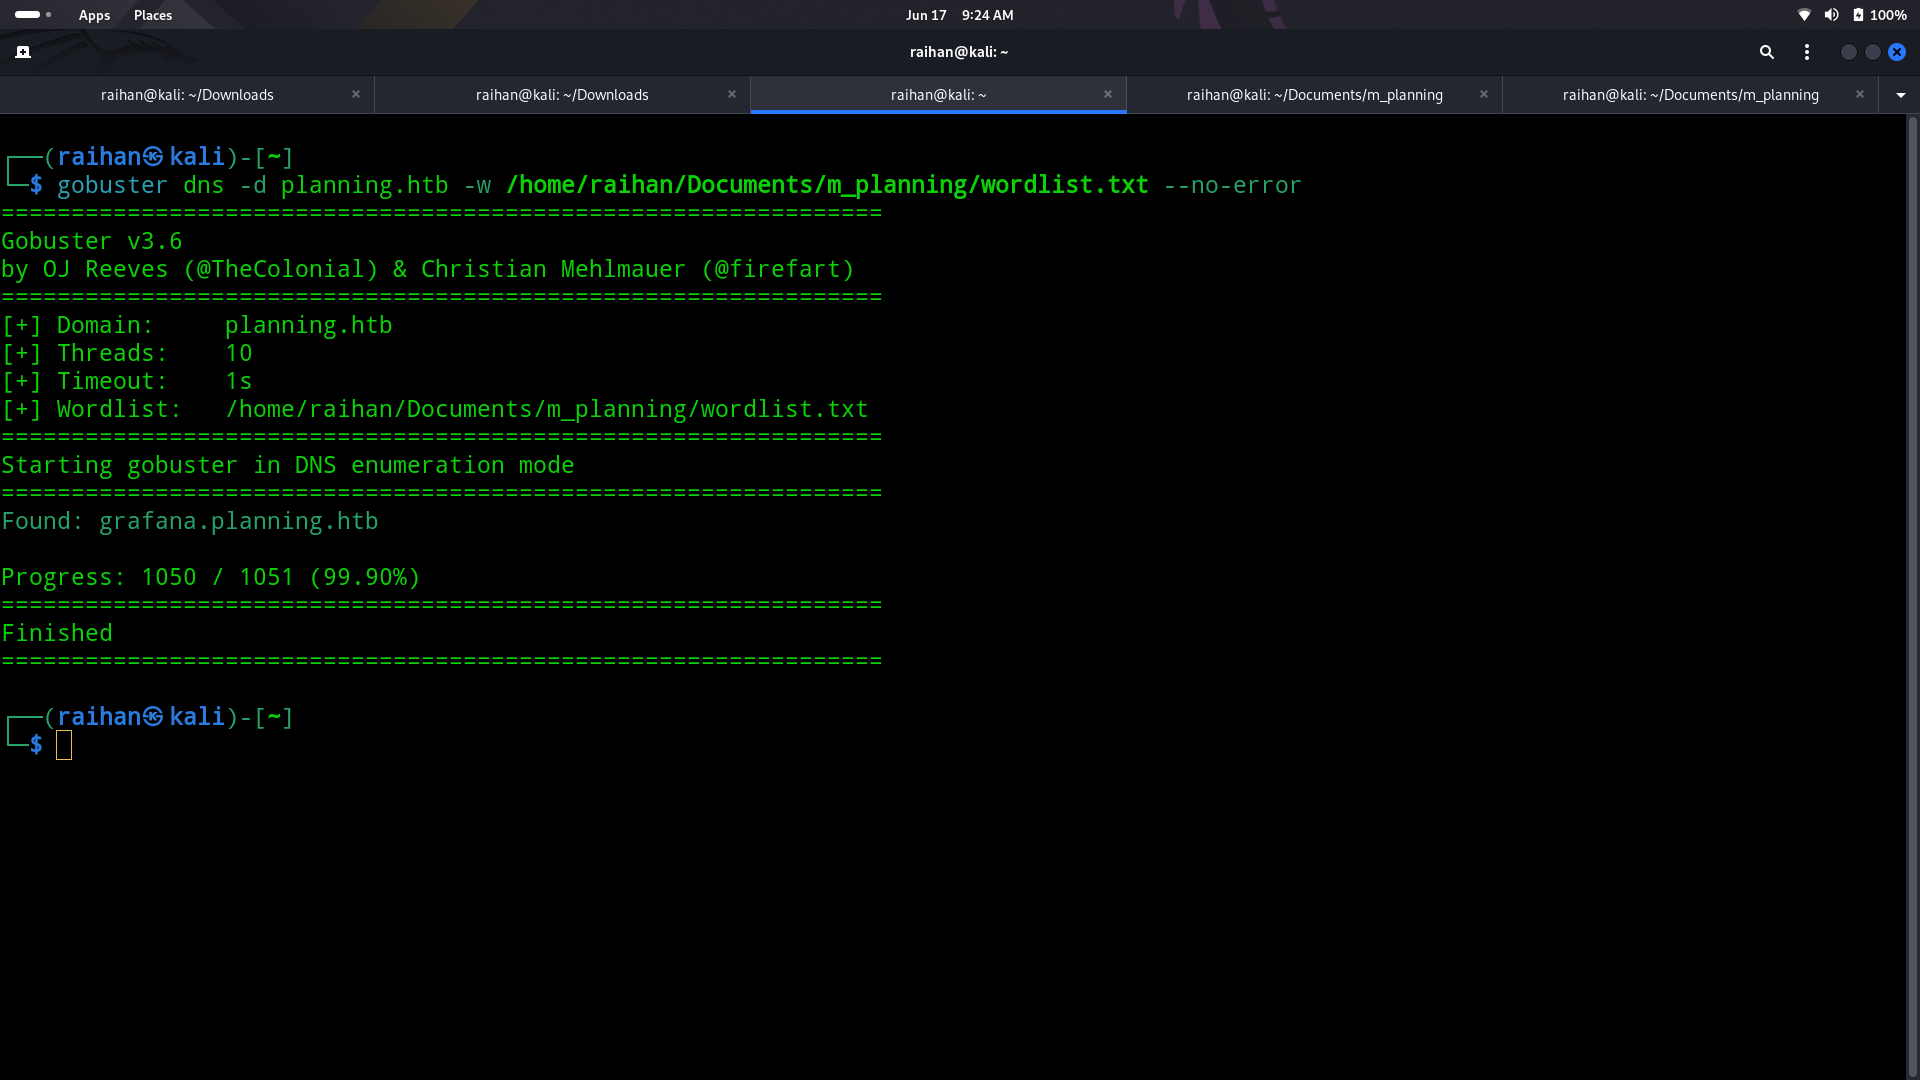 Apps Places Jun 17 9:24 AM 100%
raihan@kali: ~
raihan@kali: ~/Downloads raihan@kali: ~/Downloads raihan@kali: ~ raihan@kali: ~/Documents/m_planning raihan@kali: ~/Documents/m_planning
┌──(raihan㉿kali)-[~]
└─$ gobuster dns -d planning.htb -w /home/raihan/Documents/m_planning/wordlist.txt --no-error
===============================================================
Gobuster v3.6
by OJ Reeves (@TheColonial) & Christian Mehlmauer (@firefart)
===============================================================
[+] Domain:     planning.htb
[+] Threads:    10
[+] Timeout:    1s
[+] Wordlist:   /home/raihan/Documents/m_planning/wordlist.txt
===============================================================
Starting gobuster in DNS enumeration mode
===============================================================
Found: grafana.planning.htb
Progress: 1050 / 1051 (99.90%)
===============================================================
Finished
===============================================================
┌──(raihan㉿kali)-[~]
└─$